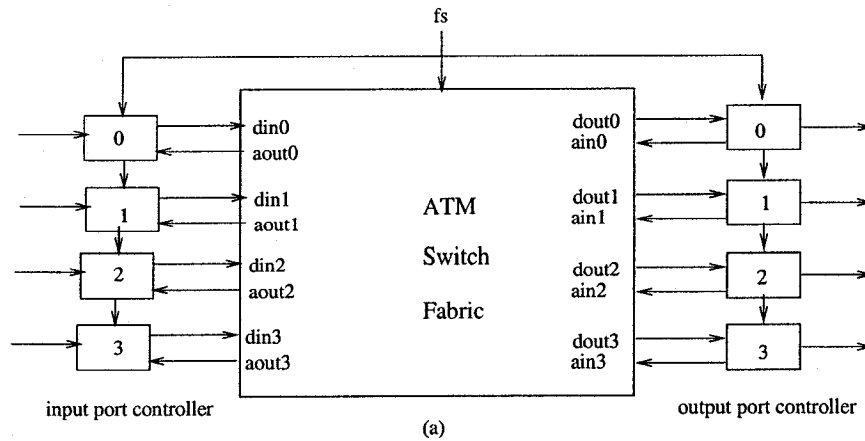 fs
0
din0
aout0
dout0
ain0
0
1
din1
aout1
ATM
dout1
ain1
1
2
din2
aout2
Switch
dout2
ain2
2
3
din3
aout3
Fabric
dout3
ain3
3
input port controller
output port controller
(a)